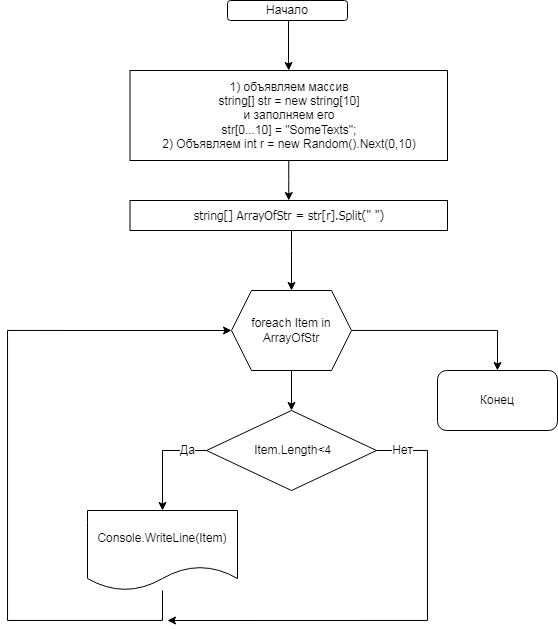 Начало
1) объявляем массив
string[] str = new string[10]
и заполняем его
str[0...10] = "SomeTexts";
2) Объявляем int r = new Random().Next(0,10)
string[] ArrayOfStr = str[r].Split(" ")
foreach Item in
ArrayOfStr
Конец
Item.Length<4
Да
Нет
Console.WriteLine(Item)